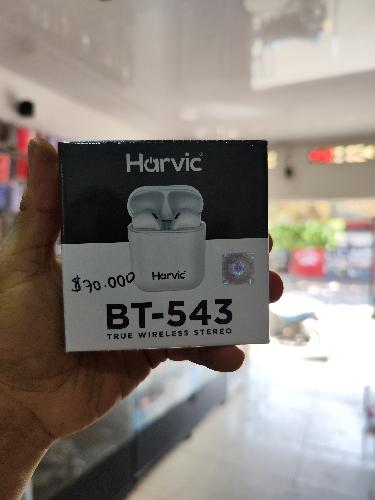 Harvic
Harvic
$70.000
BT-543
TRUE WIRELESS STEREO